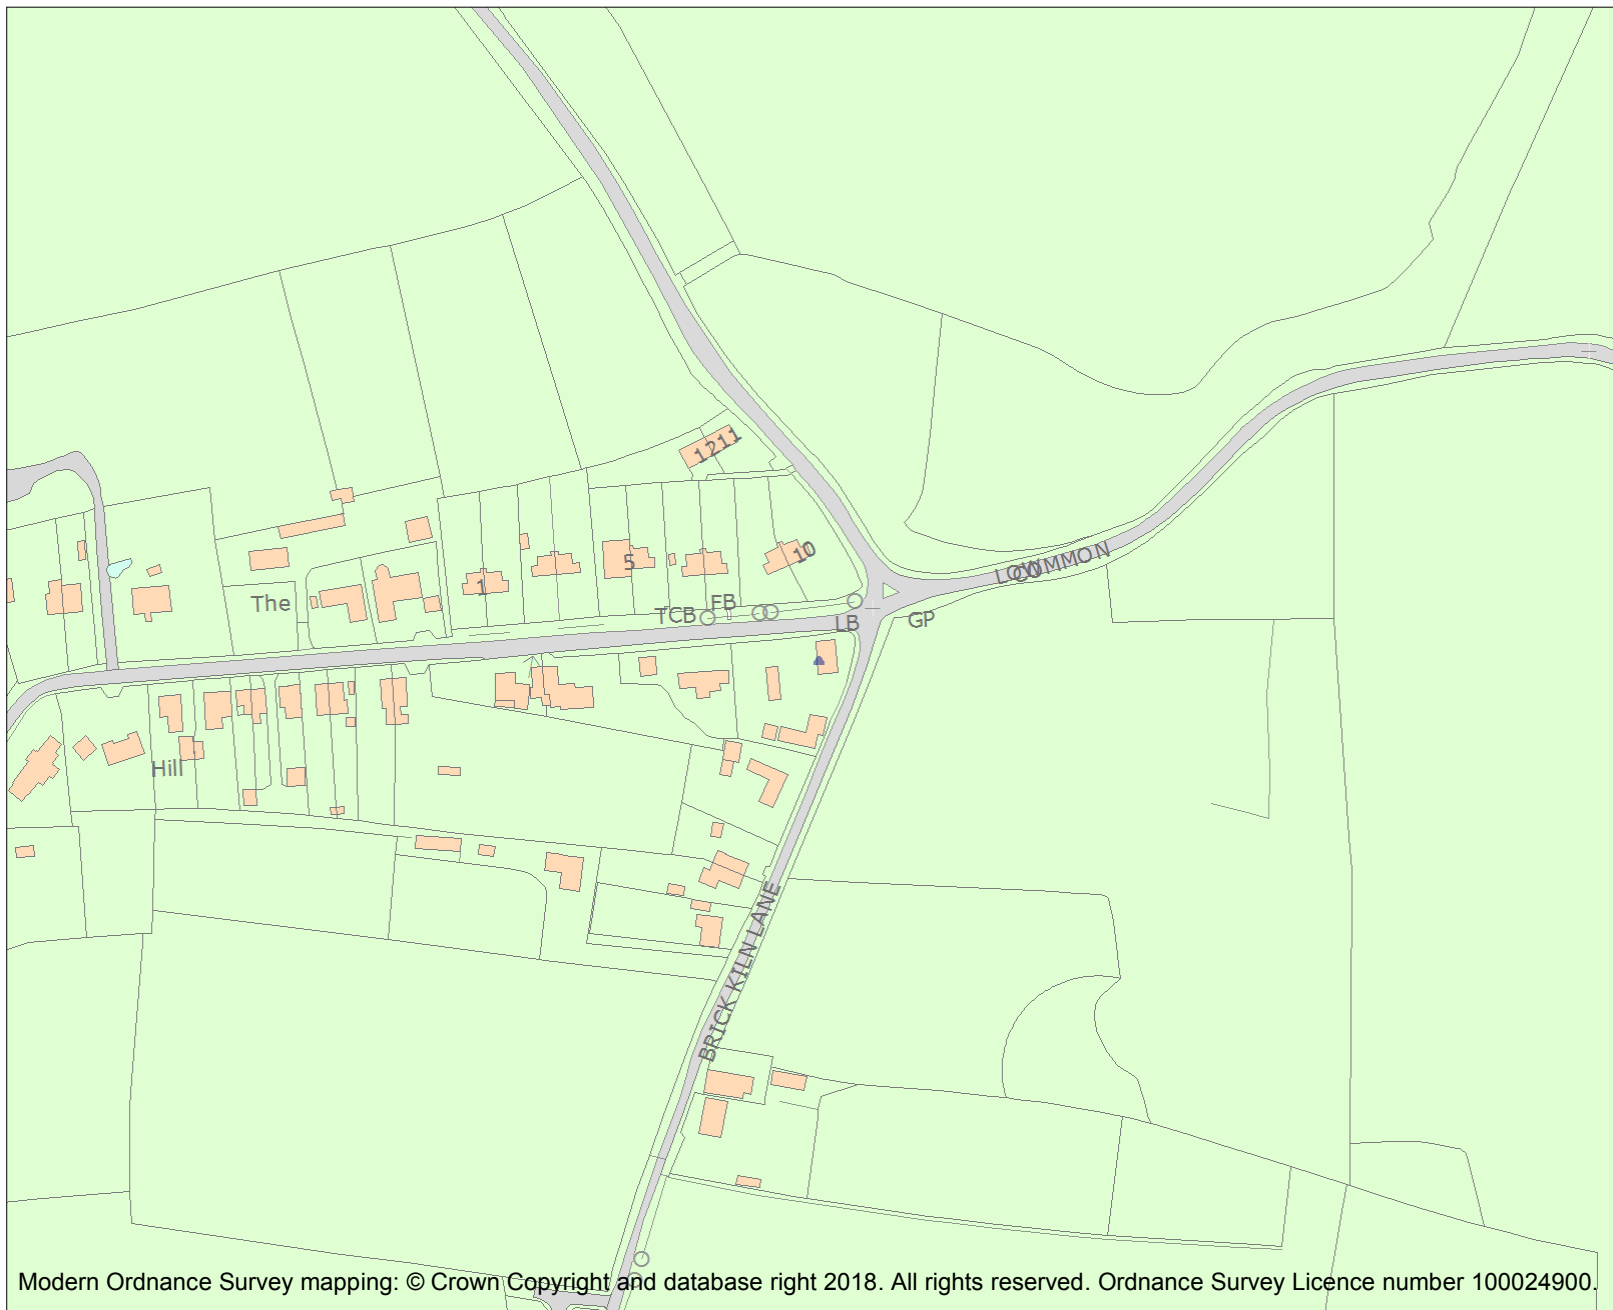 1211
10
5
1
LOW COMMON
The
FB
TCB
LB
GP
Hill
BRICK KILN LANE
Modern Ordnance Survey mapping: © Crown Copyright and database right 2018. All rights reserved. Ordnance Survey Licence number 100024900.